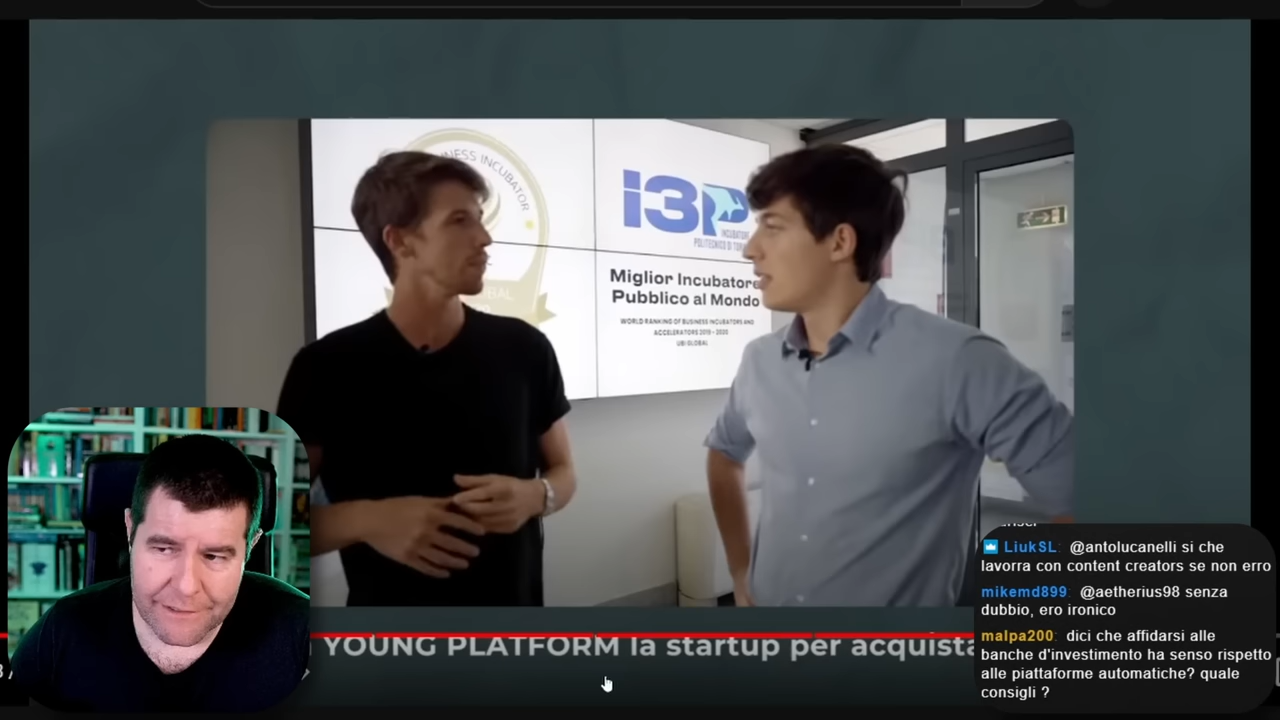 BUSINESS INCUBATOR
I3P
INCUBATORE
POLITECNICO DI TORINO
Miglior Incubatore
Pubblico al Mondo
WORLD RANKING OF BUSINESS INCUBATORS AND
ACCELERATORS 2019 - 2020
UBI GLOBAL
YOUNG PLATFORM la startup per acquista
LiukSL: @antolucanelli si che
lavorra con content creators se non erro
mikemd899: @aetherius98 senza
dubbio, ero ironico
malpa200: dici che affidarsi alle
banche d'investimento ha senso rispetto
alle piattaforme automatiche? quale
consigli ?